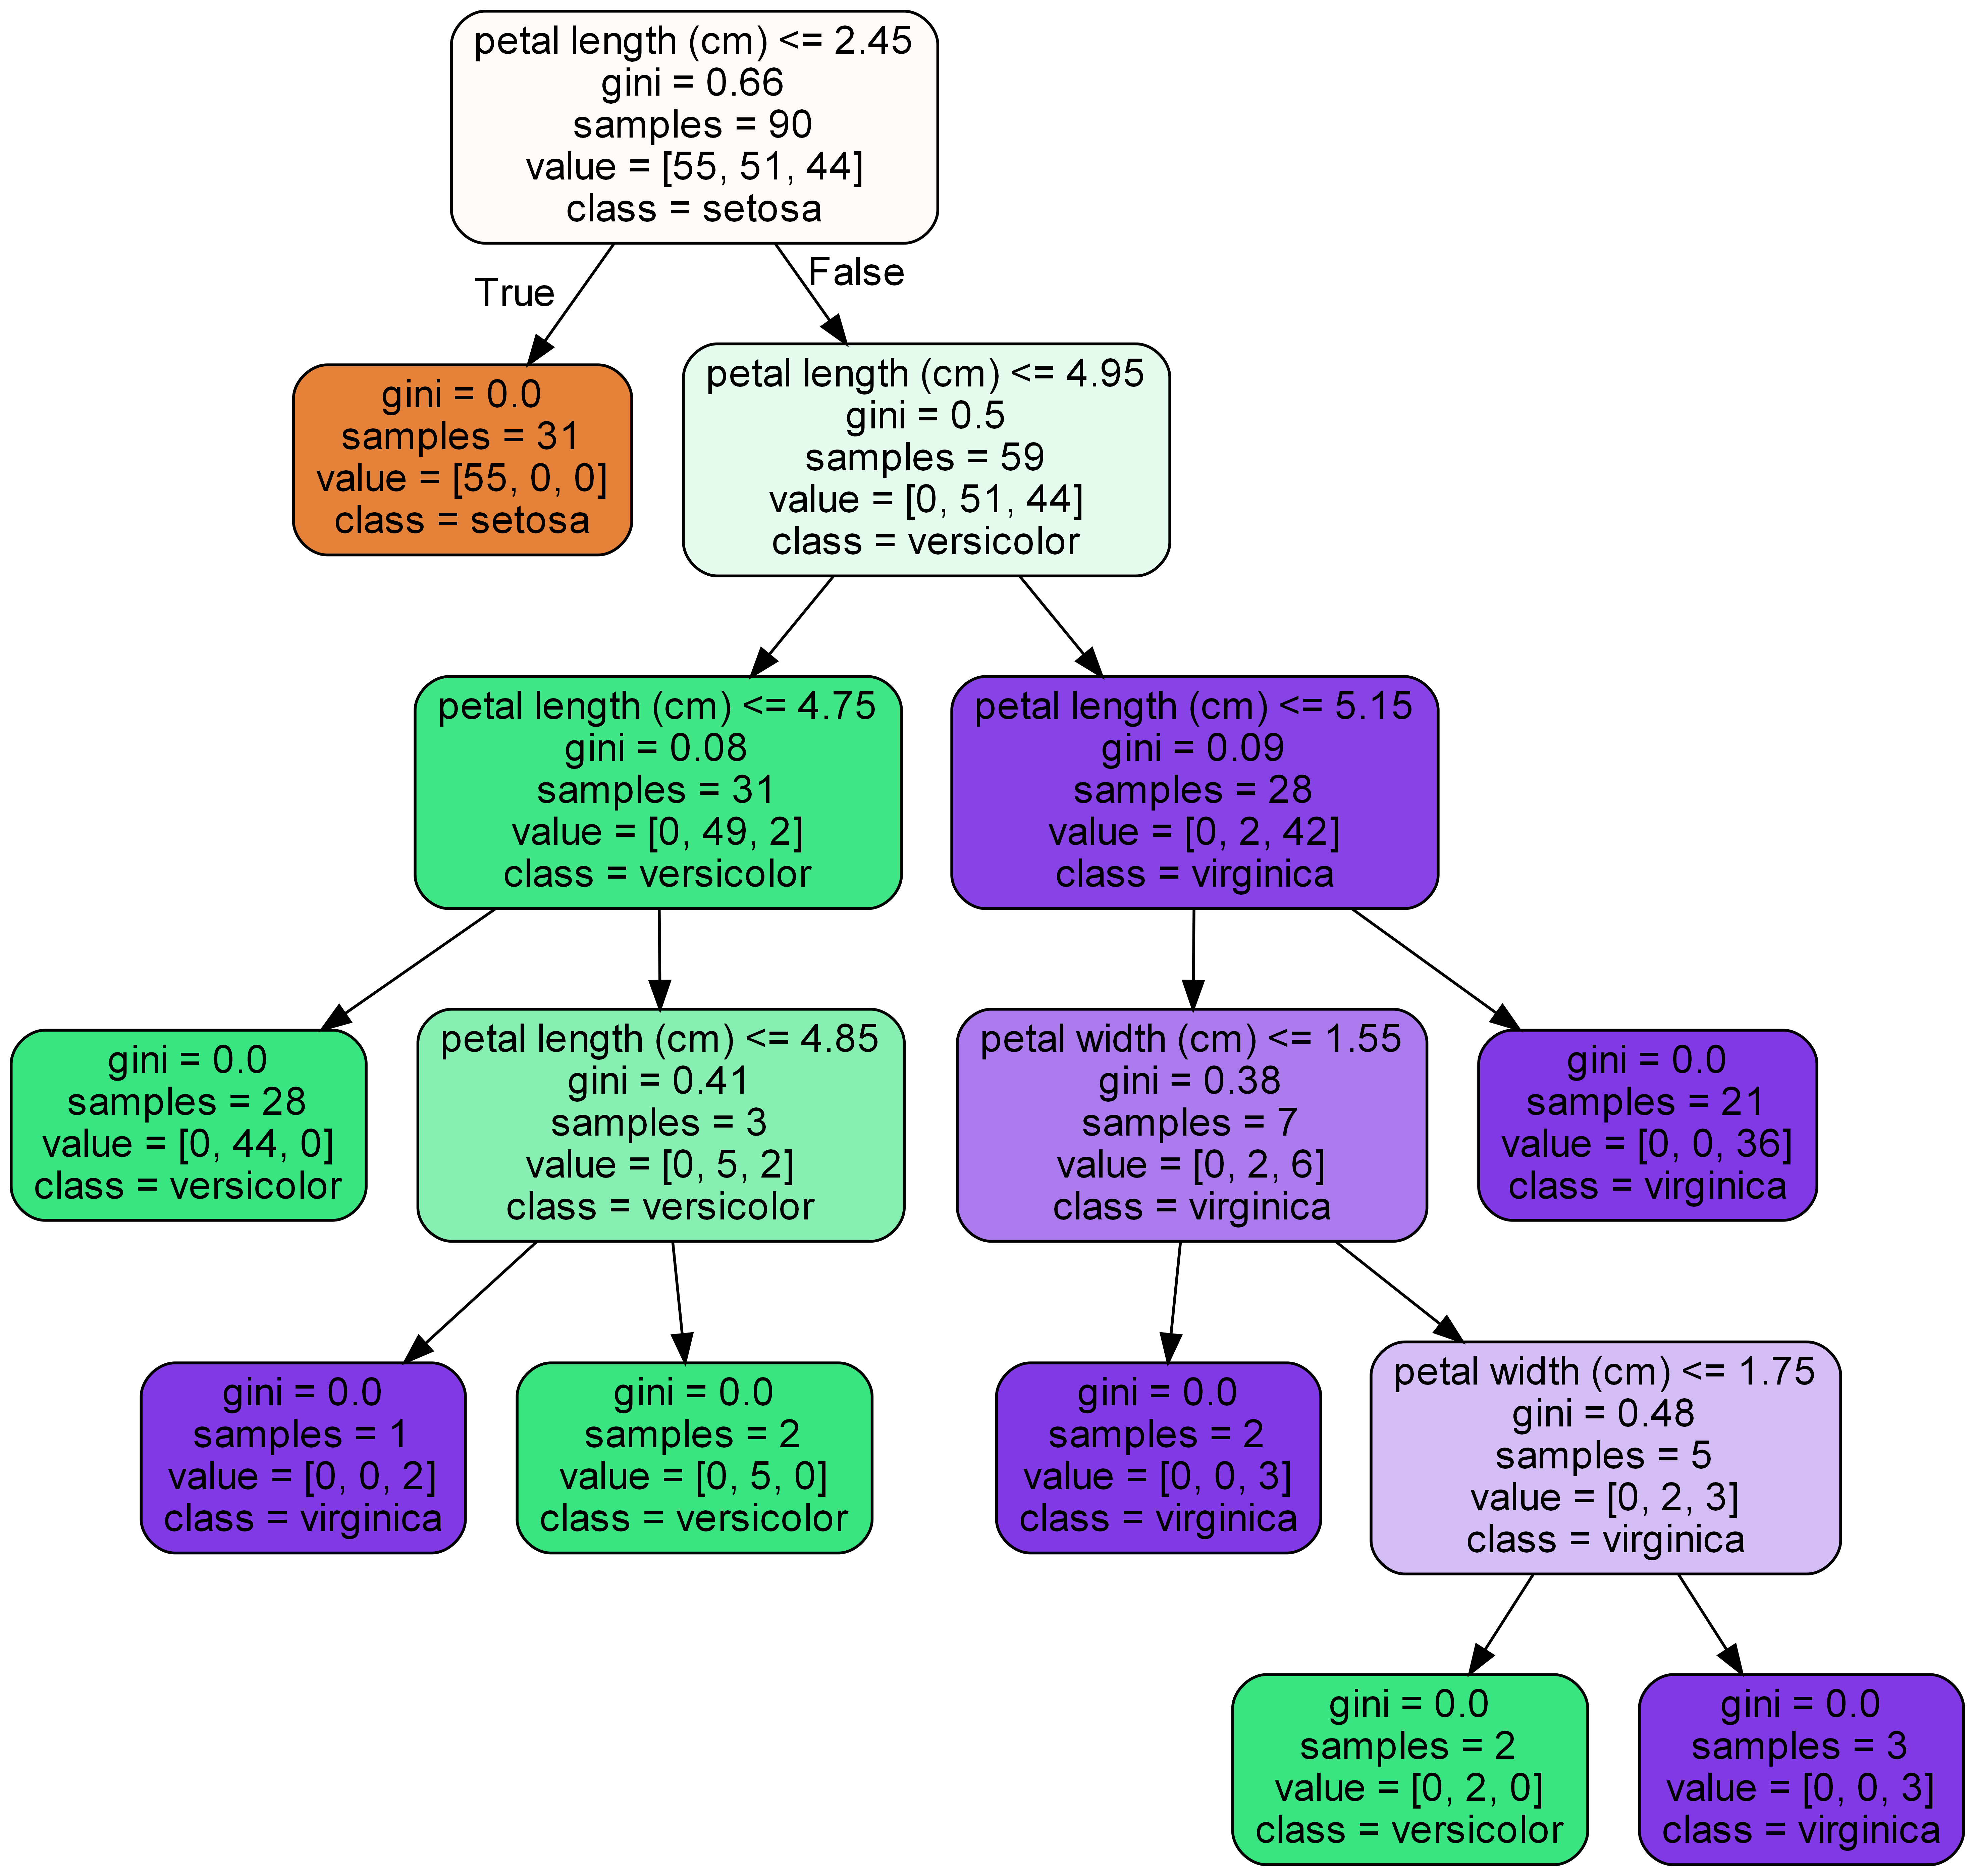 petal length (cm) <= 2.45
gini = 0.66
samples = 90
value = [55, 51, 44]
class = setosa
True
False
gini = 0.0
samples = 31
value = [55, 0, 0]
class = setosa
petal length (cm) <= 4.95
gini = 0.5
samples = 59
value = [0, 51, 44]
class = versicolor
petal length (cm) <= 4.75
gini = 0.08
samples = 31
value = [0, 49, 2]
class = versicolor
petal length (cm) <= 5.15
gini = 0.09
samples = 28
value = [0, 2, 42]
class = virginica
gini = 0.0
samples = 28
value = [0, 44, 0]
class = versicolor
petal length (cm) <= 4.85
gini = 0.41
samples = 3
value = [0, 5, 2]
class = versicolor
petal width (cm) <= 1.55
gini = 0.38
samples = 7
value = [0, 2, 6]
class = virginica
gini = 0.0
samples = 21
value = [0, 0, 36]
class = virginica
gini = 0.0
samples = 1
value = [0, 0, 2]
class = virginica
gini = 0.0
samples = 2
value = [0, 5, 0]
class = versicolor
gini = 0.0
samples = 2
value = [0, 0, 3]
class = virginica
petal width (cm) <= 1.75
gini = 0.48
samples = 5
value = [0, 2, 3]
class = virginica
gini = 0.0
samples = 2
value = [0, 2, 0]
class = versicolor
gini = 0.0
samples = 3
value = [0, 0, 3]
class = virginica